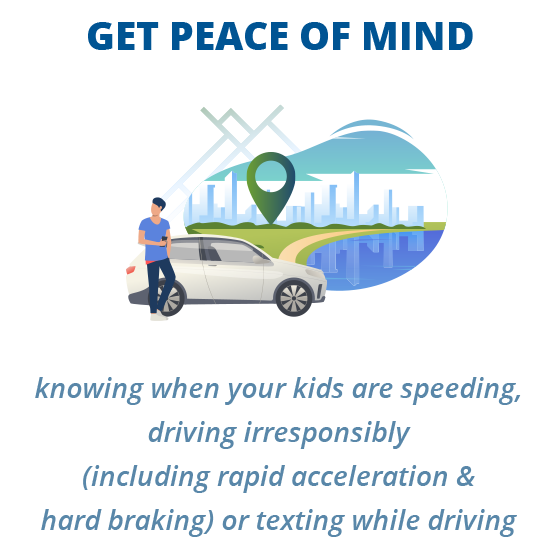 GET PEACE OF MIND
knowing when your kids are speeding,
driving irresponsibly
(including rapid acceleration &
hard braking) or texting while driving